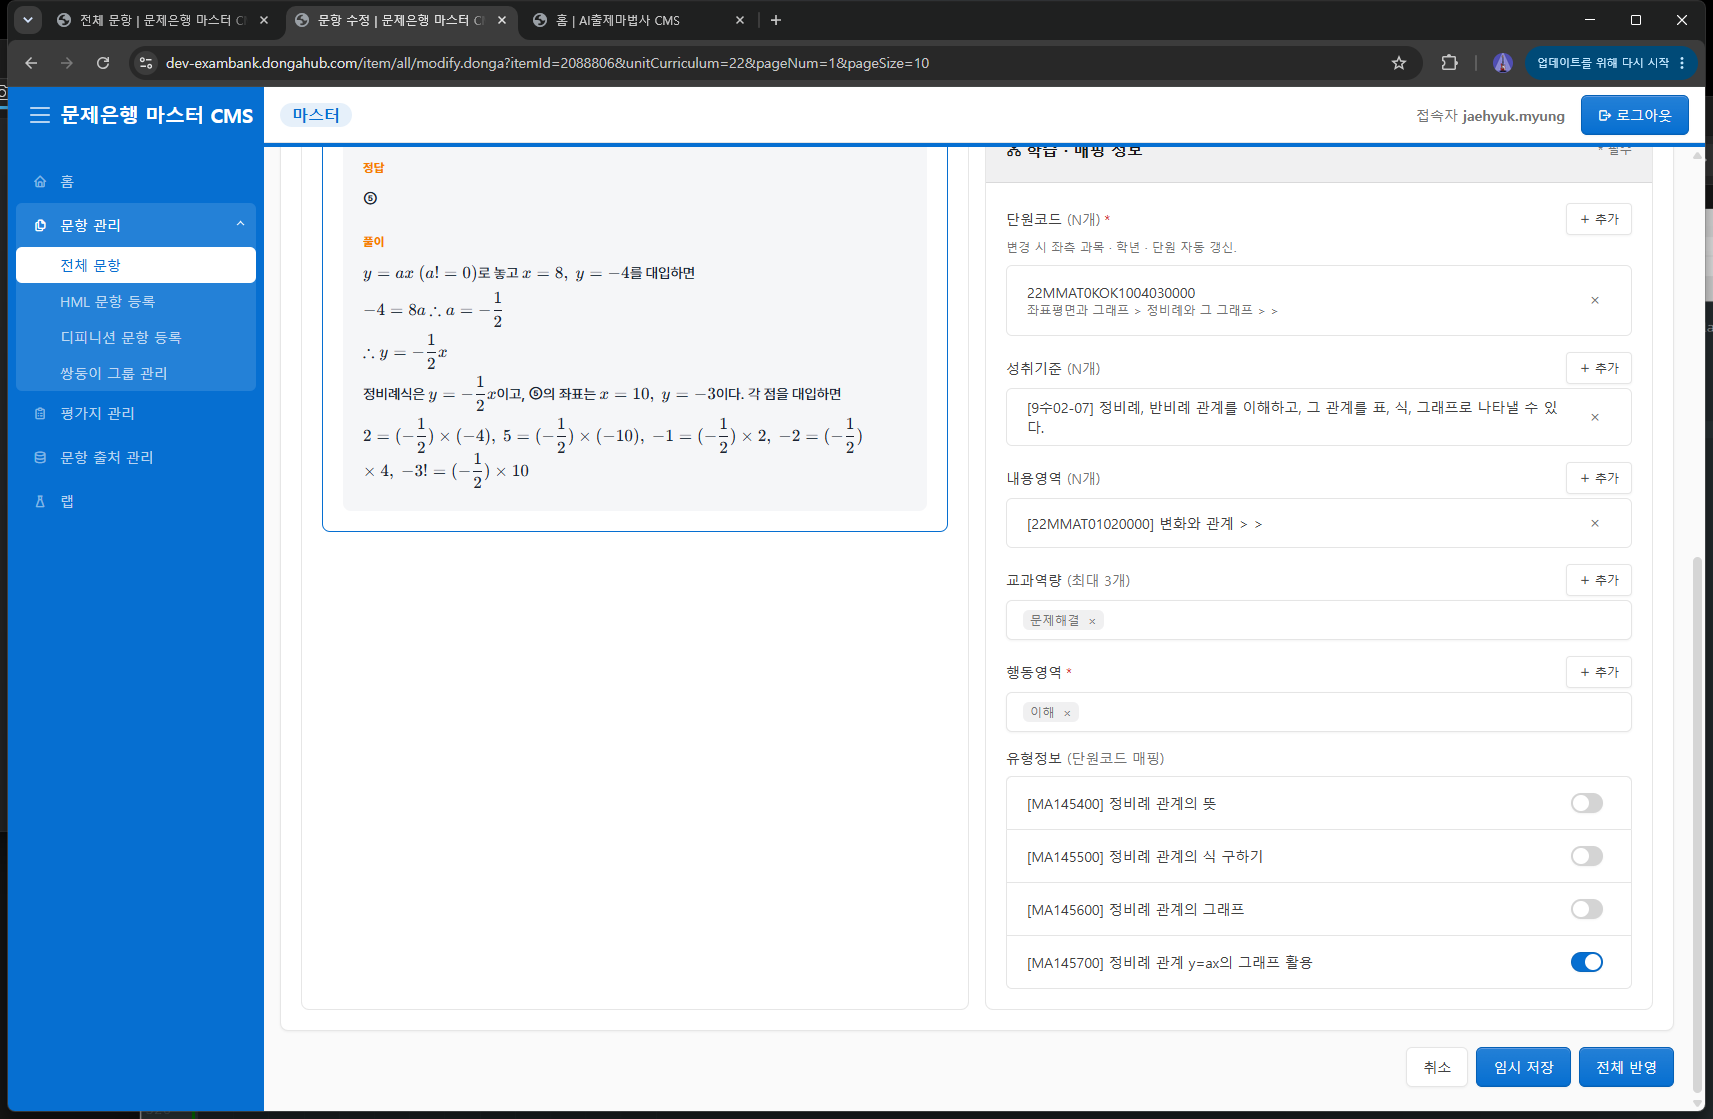 전체 문항 | 문제은행 마스터 C
문항 수정 | 문제은행 마스터 C
홈 | AI출제마법사 CMS
dev-exambank.dongahub.com/item/all/modify.donga?itemId=2088806&unitCurriculum=22&pageNum=1&pageSize=10
업데이트를 위해 다시 시작
문제은행 마스터 CMS
마스터
접속자 jaehyuk.myung
로그아웃
홈
문항 관리
전체 문항
HML 문항 등록
디피니션 문항 등록
쌍둥이 그룹 관리
평가지 관리
문항 출처 관리
랩
정답
⑤
풀이
y = ax (a! = 0)로 놓고 x = 8, y = −4를 대입하면
−4 = 8a ∴ a = −1/2
∴ y = −1/2x
정비례식은 y = −1/2x이고, ⑤의 좌표는 x = 10, y = −3이다. 각 점을 대입하면
2 = (−1/2) × (−4), 5 = (−1/2) × (−10), −1 = (−1/2) × 2, −2 = (−1/2)
× 4, −3! = (−1/2) × 10
학습 · 매핑 정보
* 필수
단원코드 (N개) *
+ 추가
변경 시 좌측 과목 · 학년 · 단원 자동 갱신.
22MMAT0KOK1004030000
좌표평면과 그래프 > 정비례와 그 그래프 > >
×
성취기준 (N개)
+ 추가
[9수02-07] 정비례, 반비례 관계를 이해하고, 그 관계를 표, 식, 그래프로 나타낼 수 있
다.
×
내용영역 (N개)
+ 추가
[22MMAT01020000] 변화와 관계 > >
×
교과역량 (최대 3개)
+ 추가
문제해결 ×
행동영역 *
+ 추가
이해 ×
유형정보 (단원코드 매핑)
[MA145400] 정비례 관계의 뜻
[MA145500] 정비례 관계의 식 구하기
[MA145600] 정비례 관계의 그래프
[MA145700] 정비례 관계 y=ax의 그래프 활용
취소
임시 저장
전체 반영